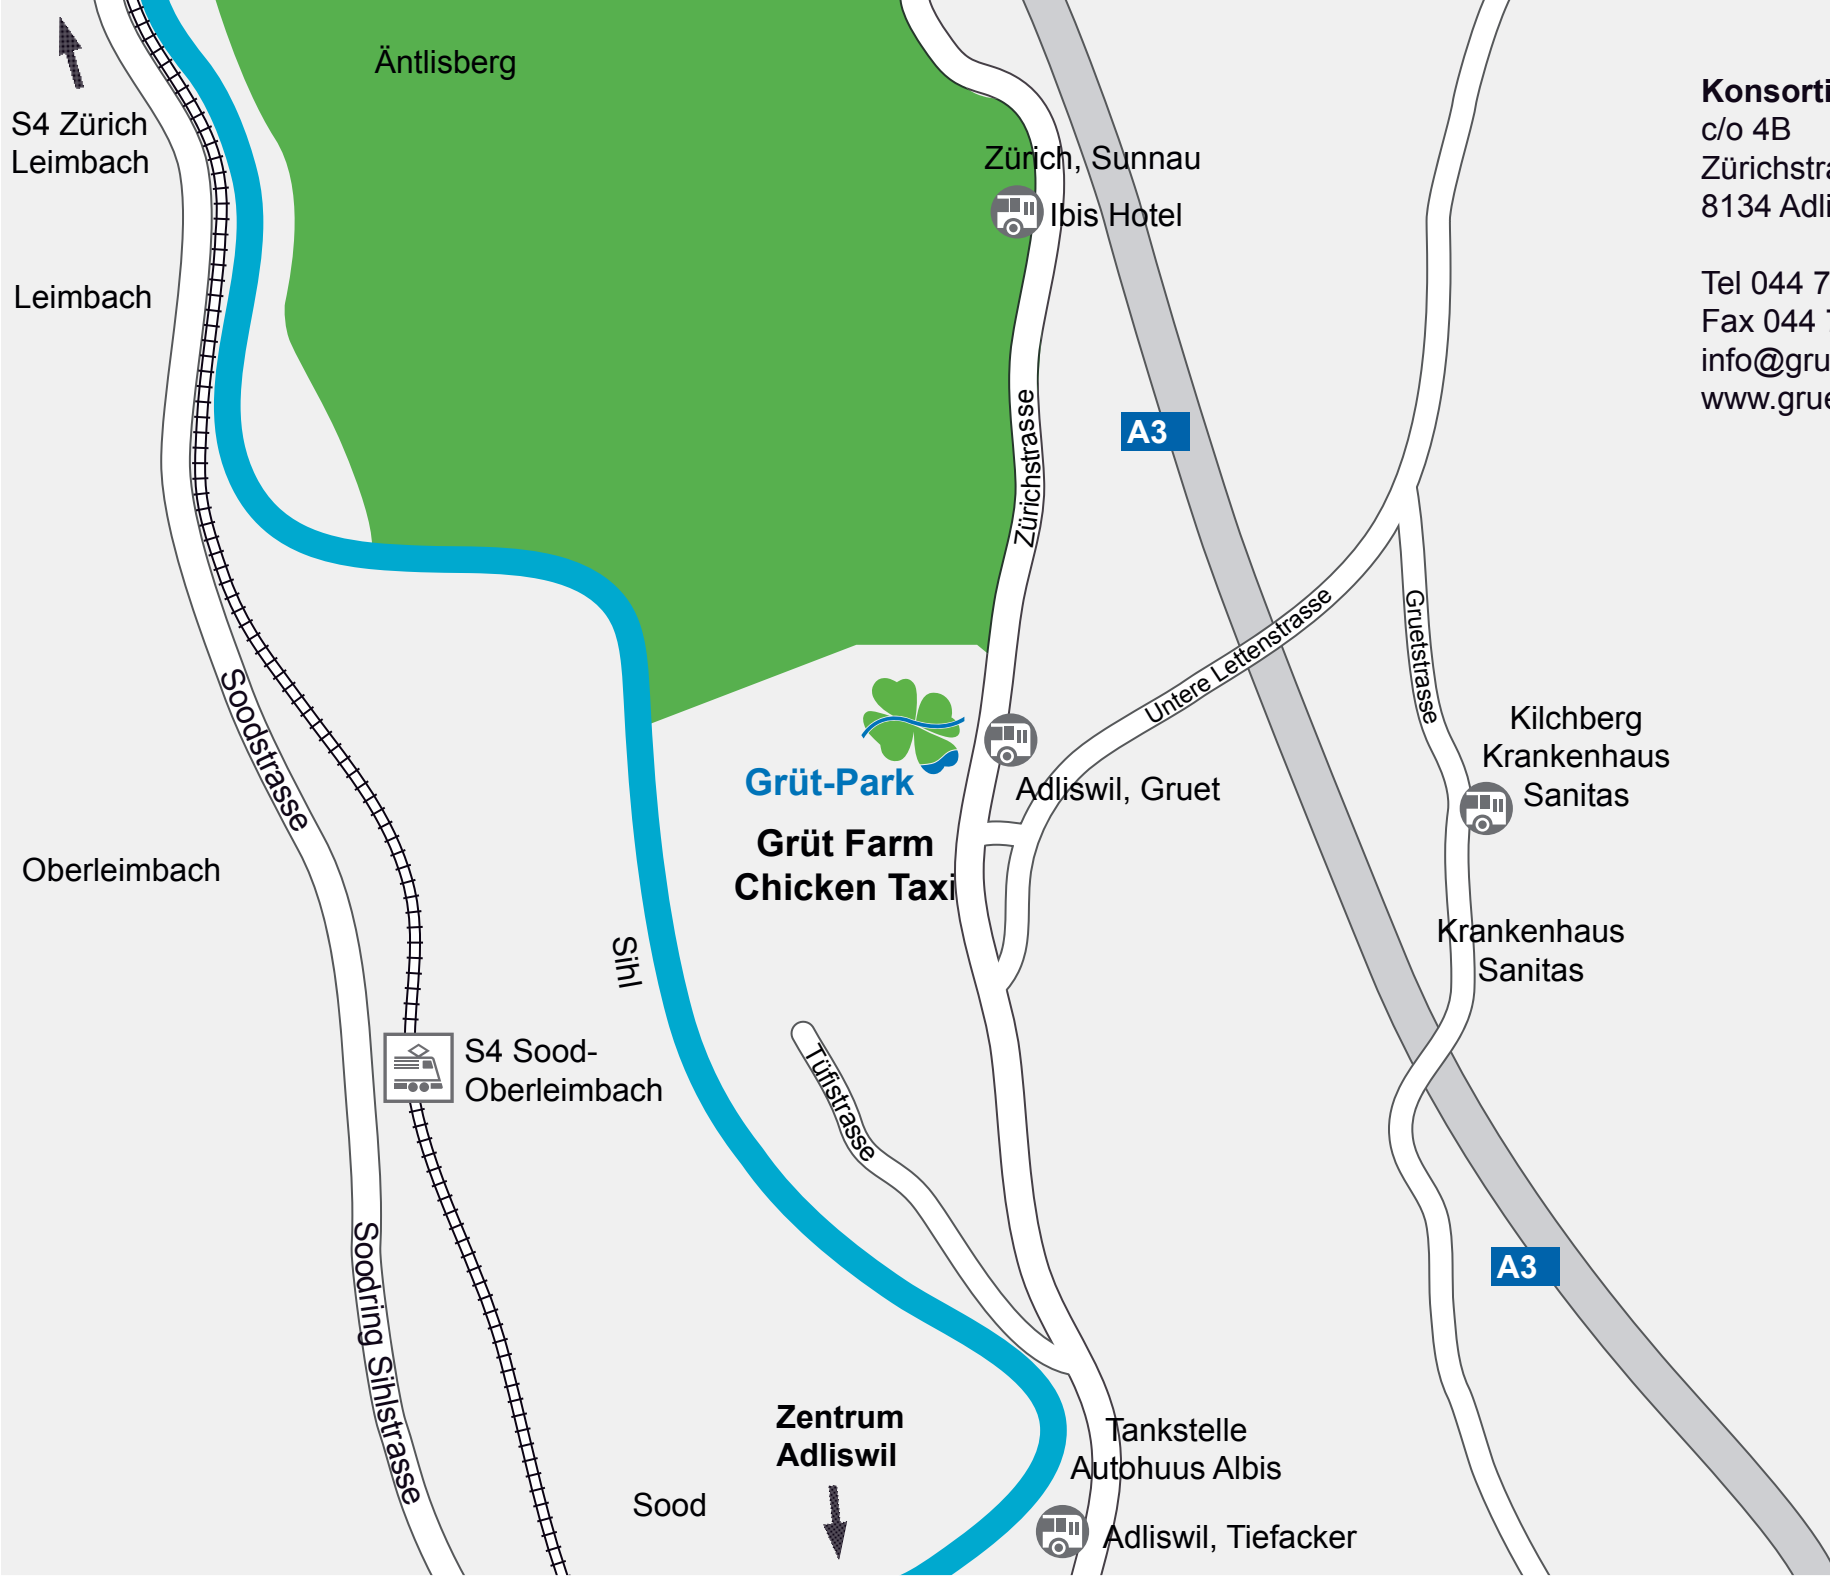 Äntlisberg
S4 Zürich
Leimbach
Leimbach
Zürich, Sunnau
Ibis Hotel
Konsorti
c/o 4B
Zürichstra
8134 Adli
Tel 044 7
Fax 044
info@gru
www.grue
A3
Zürichstrasse
Untere Lettenstrasse
Gruetstrasse
Soodstrasse
Kilchberg
Krankenhaus
Sanitas
Grüt-Park
Adliswil, Gruet
Grüt Farm
Chicken Taxi
Oberleimbach
Sihl
Krankenhaus
Sanitas
S4 Sood-
Oberleimbach
Tüfistrasse
Soodring Sihlstrasse
A3
Zentrum
Adliswil
Tankstelle
Autohuus Albis
Sood
Adliswil, Tiefacker